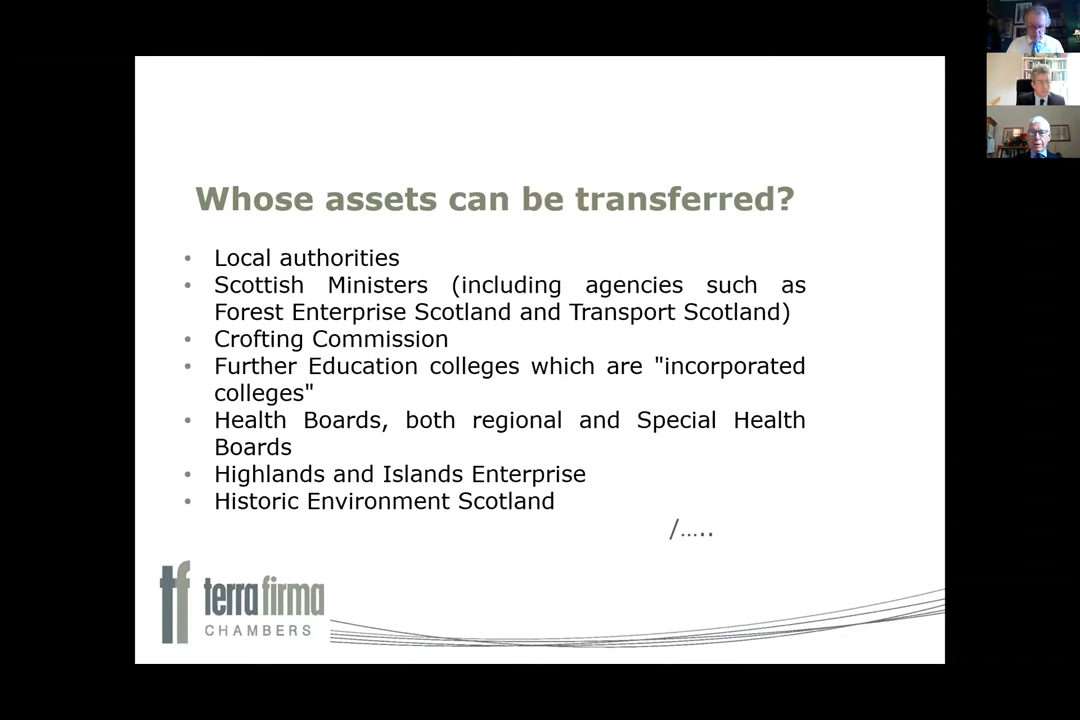 Whose assets can be transferred?
• Local authorities
• Scottish Ministers (including agencies such as
Forest Enterprise Scotland and Transport Scotland)
• Crofting Commission
• Further Education colleges which are "incorporated
colleges"
• Health Boards, both regional and Special Health
Boards
• Highlands and Islands Enterprise
• Historic Environment Scotland
/.....
tf terra firma
CHAMBERS